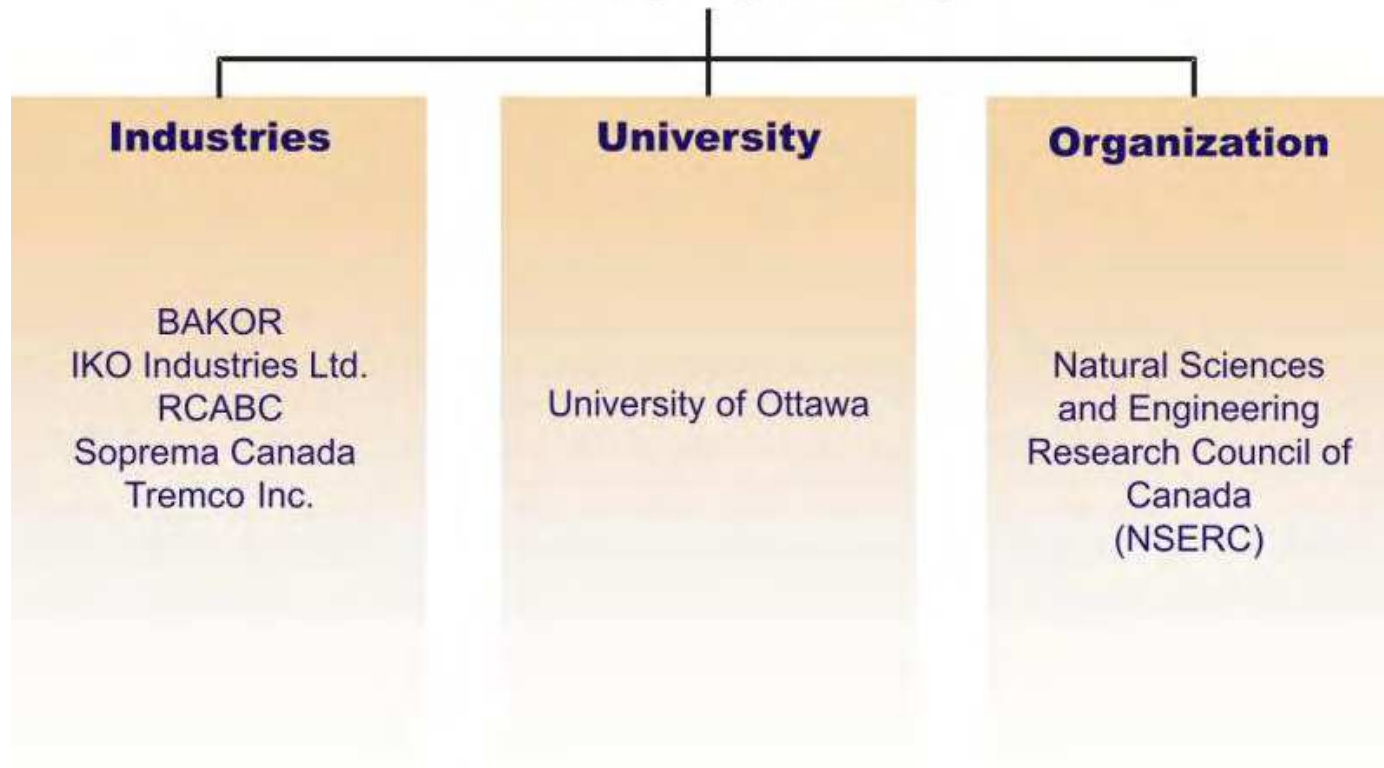 Industries
BAKOR
IKO Industries Ltd.
RCABC
Soprema Canada
Tremco Inc.
University
University of Ottawa
Organization
Natural Sciences
and Engineering
Research Council of
Canada
(NSERC)